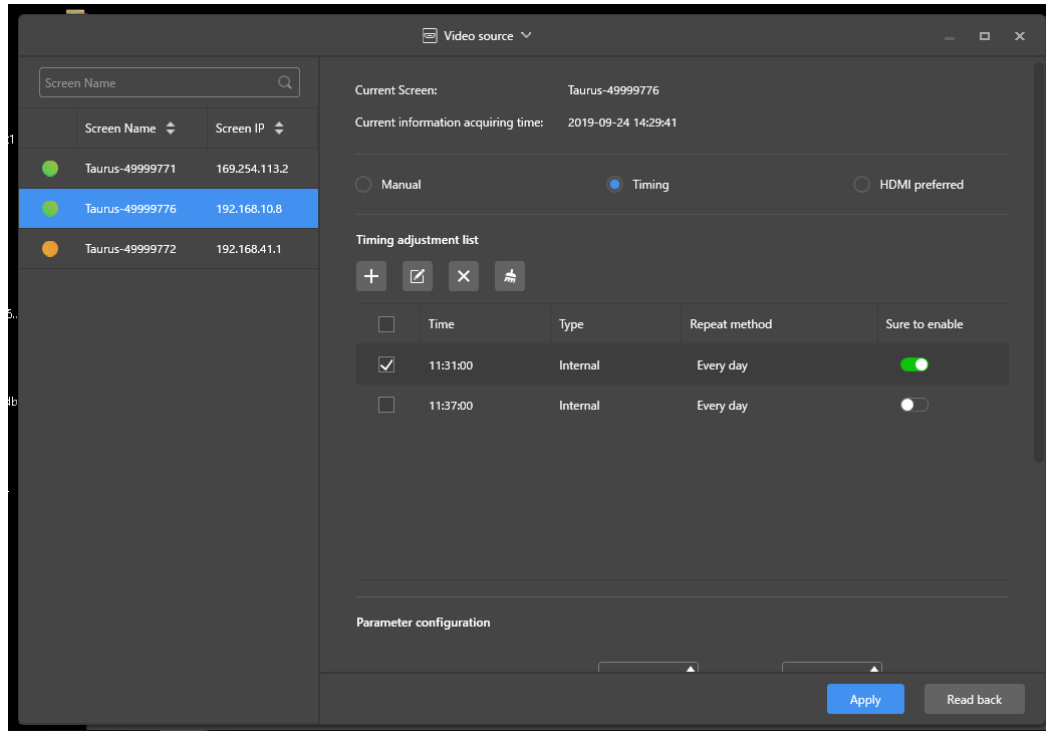 Video source
Screen Name
Screen Name Screen IP
Taurus-49999771 169.254.113.2
Taurus-49999776 192.168.10.8
Taurus-49999772 192.168.41.1
Current Screen: Taurus-49999776
Current information acquiring time: 2019-09-24 14:29:41
Manual Timing HDMI preferred
Timing adjustment list
Time Type Repeat method Sure to enable
11:31:00 Internal Every day
11:37:00 Internal Every day
Parameter configuration
Apply Read back